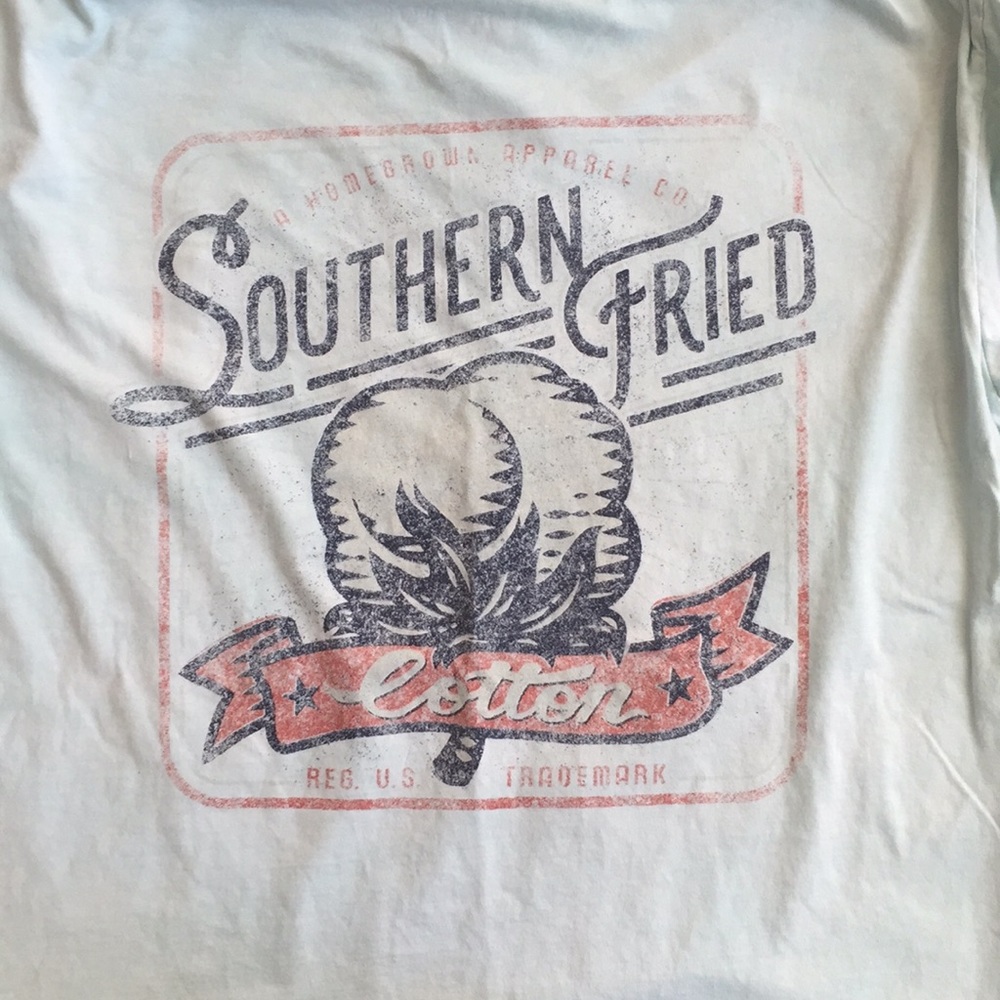 A HOMEGROWN APPAREL CO.
SOUTHERN FRIED
Cotton
REG. U.S. TRADEMARK